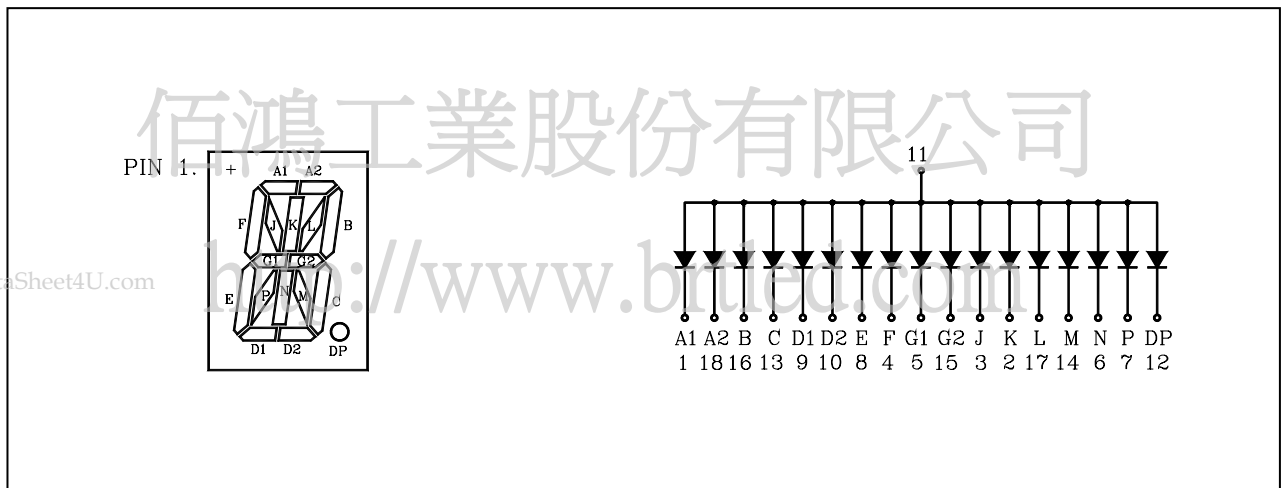 佰鴻工業股份有限公司
PIN 1.
+
A1 A2
F J K L B
G1 G2
E P N M C
D1 D2
DP
http://www.brtled.com
taSheet4U.com
11
A1 A2 B C D1 D2 E F G1 G2 J K L M N P DP
1 18 16 13 9 10 8 4 5 15 3 2 17 14 6 7 12